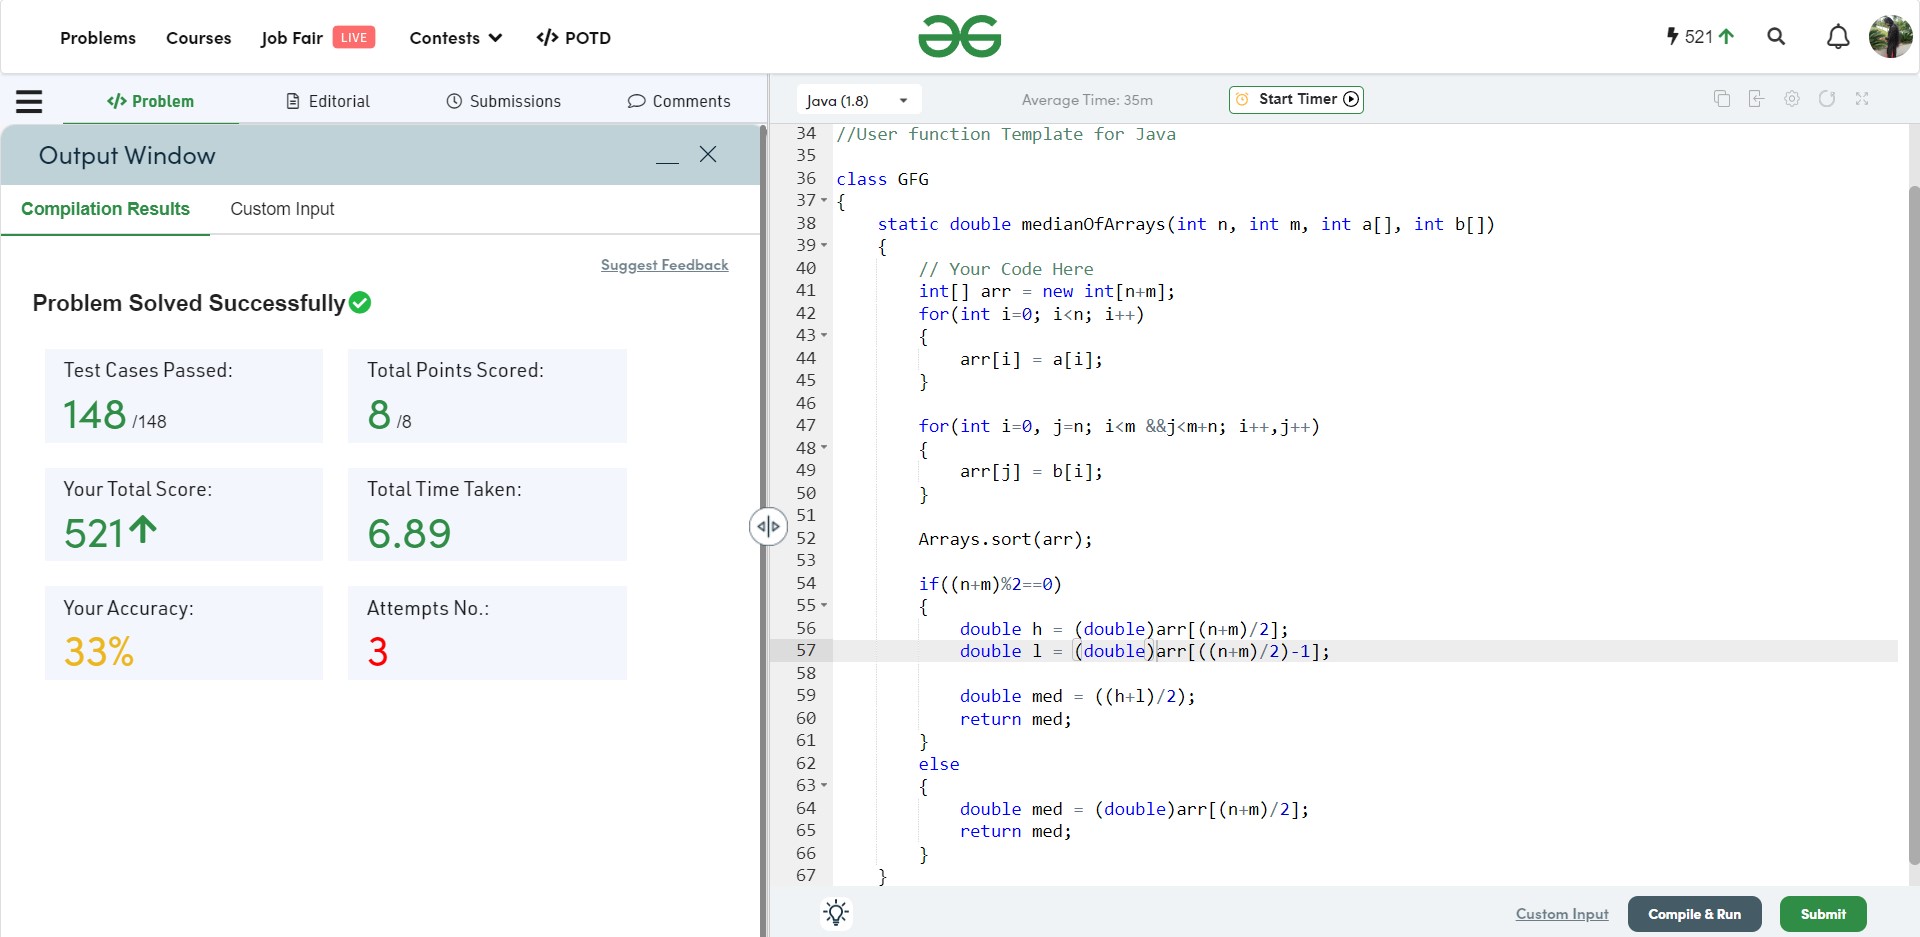 Problems Courses Job Fair LIVE Contests </> POTD
521
</> Problem Editorial Submissions Comments
Output Window
Compilation Results Custom Input
Suggest Feedback
Problem Solved Successfully
Test Cases Passed: Total Points Scored:
148 /148 8 /8
Your Total Score: Total Time Taken:
521 6.89
Your Accuracy: Attempts No.:
33% 3
Java (1.8) Average Time: 35m Start Timer
34 //User function Template for Java
35
36 class GFG
37 {
38 static double medianOfArrays(int n, int m, int a[], int b[])
39 {
40 // Your Code Here
41 int[] arr = new int[n+m];
42 for(int i=0; i<n; i++)
43 {
44 arr[i] = a[i];
45 }
46
47 for(int i=0, j=n; i<m &&j<m+n; i++,j++)
48 {
49 arr[j] = b[i];
50 }
51
52 Arrays.sort(arr);
53
54 if((n+m)%2==0)
55 {
56 double h = (double)arr[(n+m)/2];
57 double l = (double)arr[((n+m)/2)-1];
58
59 double med = ((h+l)/2);
60 return med;
61 }
62 else
63 {
64 double med = (double)arr[(n+m)/2];
65 return med;
66 }
67 }
Custom Input Compile & Run Submit